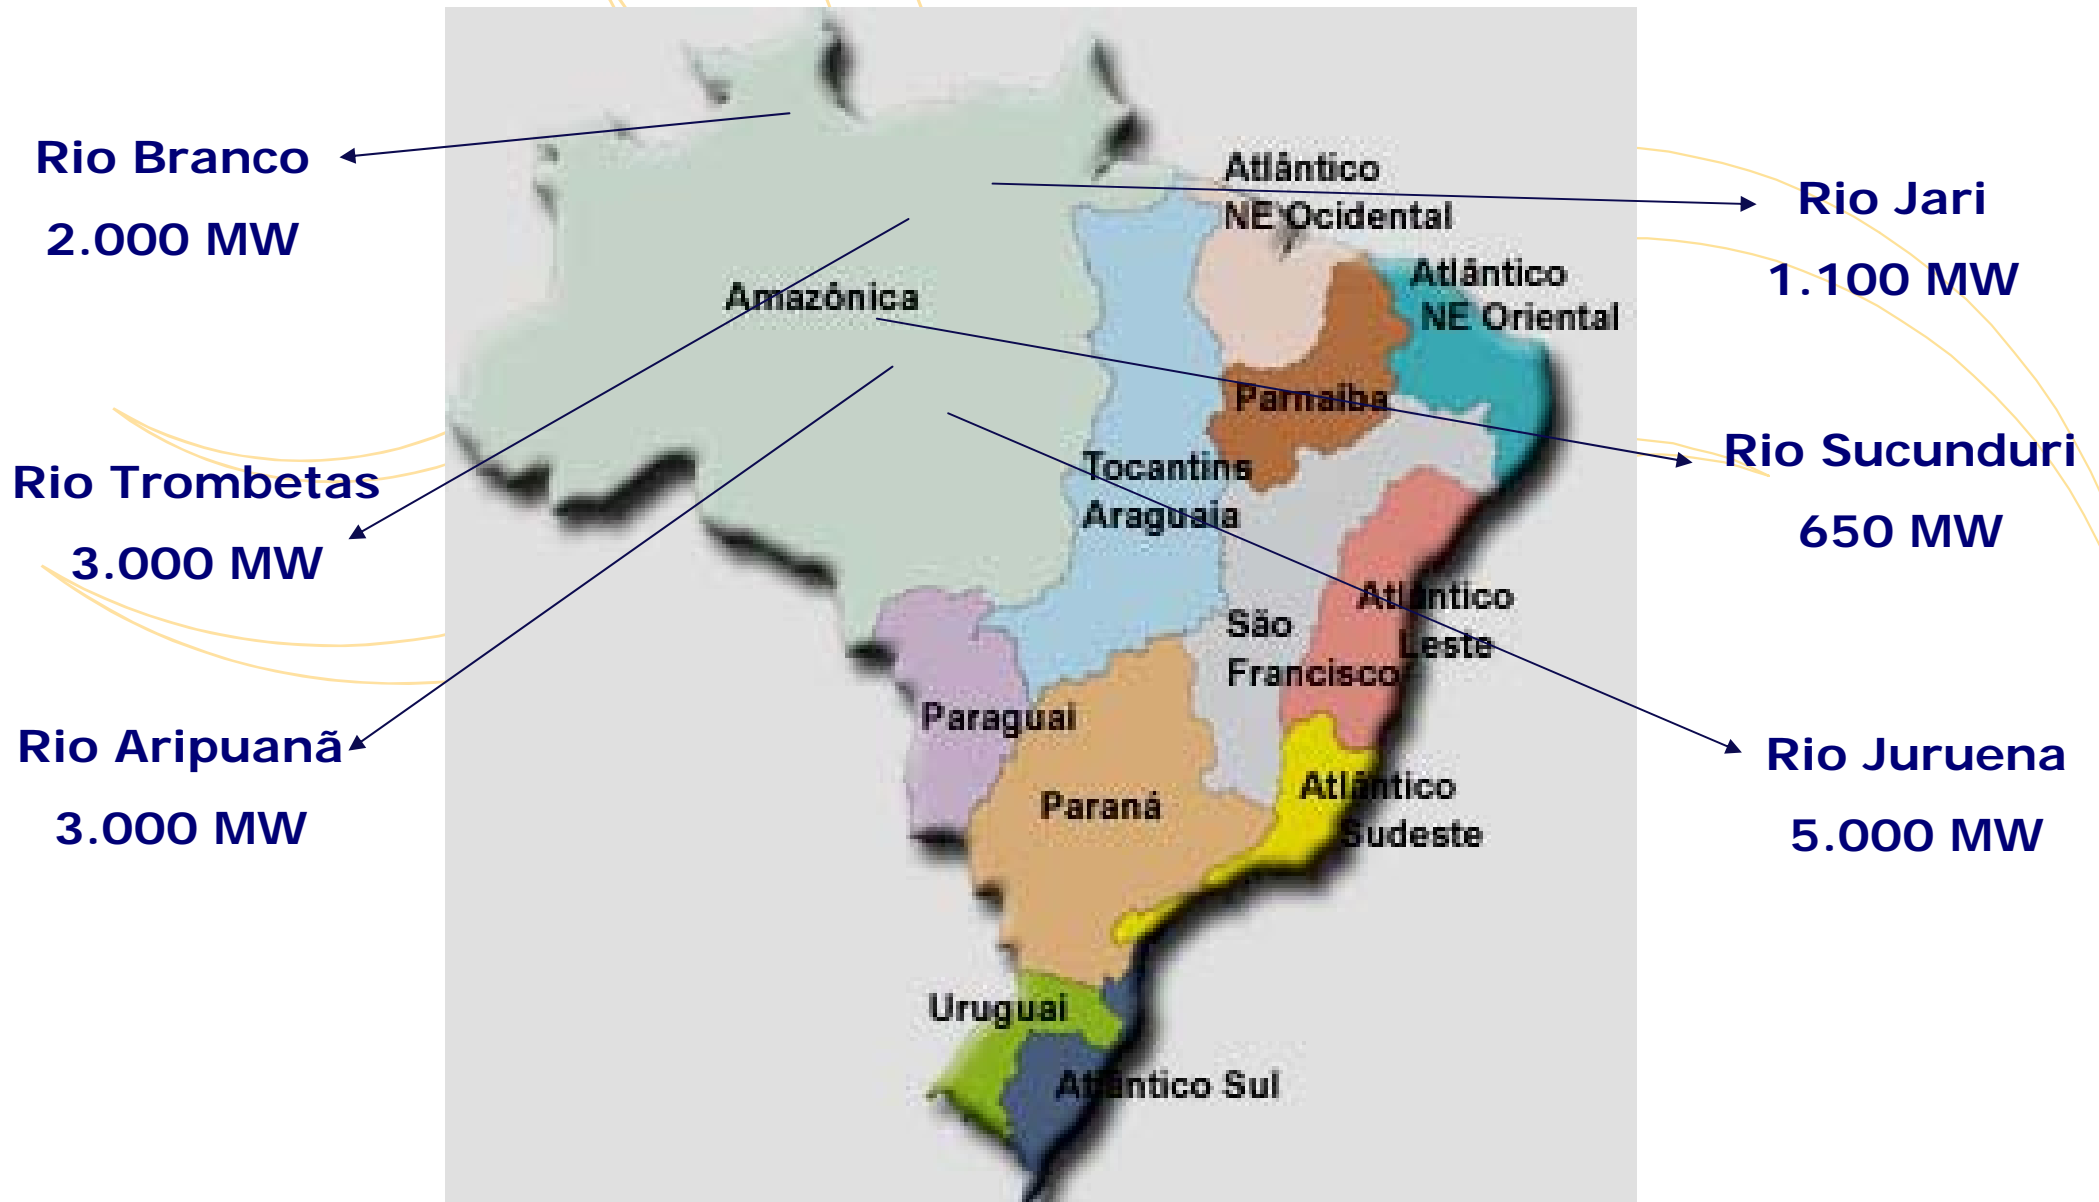 Rio Branco
2.000 MW
Rio Trombetas
3.000 MW
Rio Aripuanã
3.000 MW
Atlântico
NE Ocidental
Atlântico
NE Oriental
Amazônica
Parnaíba
Tocantins
Araguaia
Atlântico
Leste
São
Francisco
Paraguai
Atlântico
Sudeste
Paraná
Uruguai
Atlântico Sul
Rio Jari
1.100 MW
Rio Sucunduri
650 MW
Rio Juruena
5.000 MW